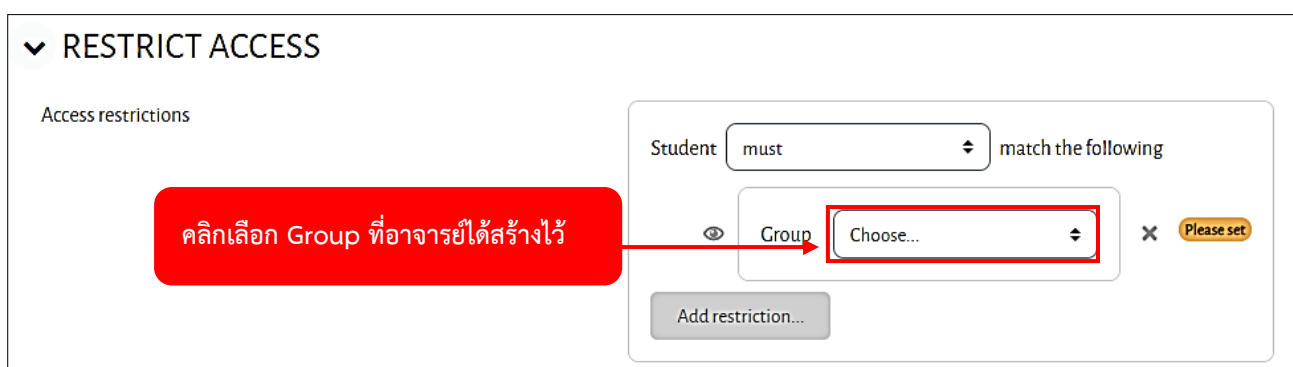 RESTRICT ACCESS
Access restrictions
Student must match the following
คลิกเลือก Group ที่อาจารย์ได้สร้างไว้
Group Choose... Please set
Add restriction...